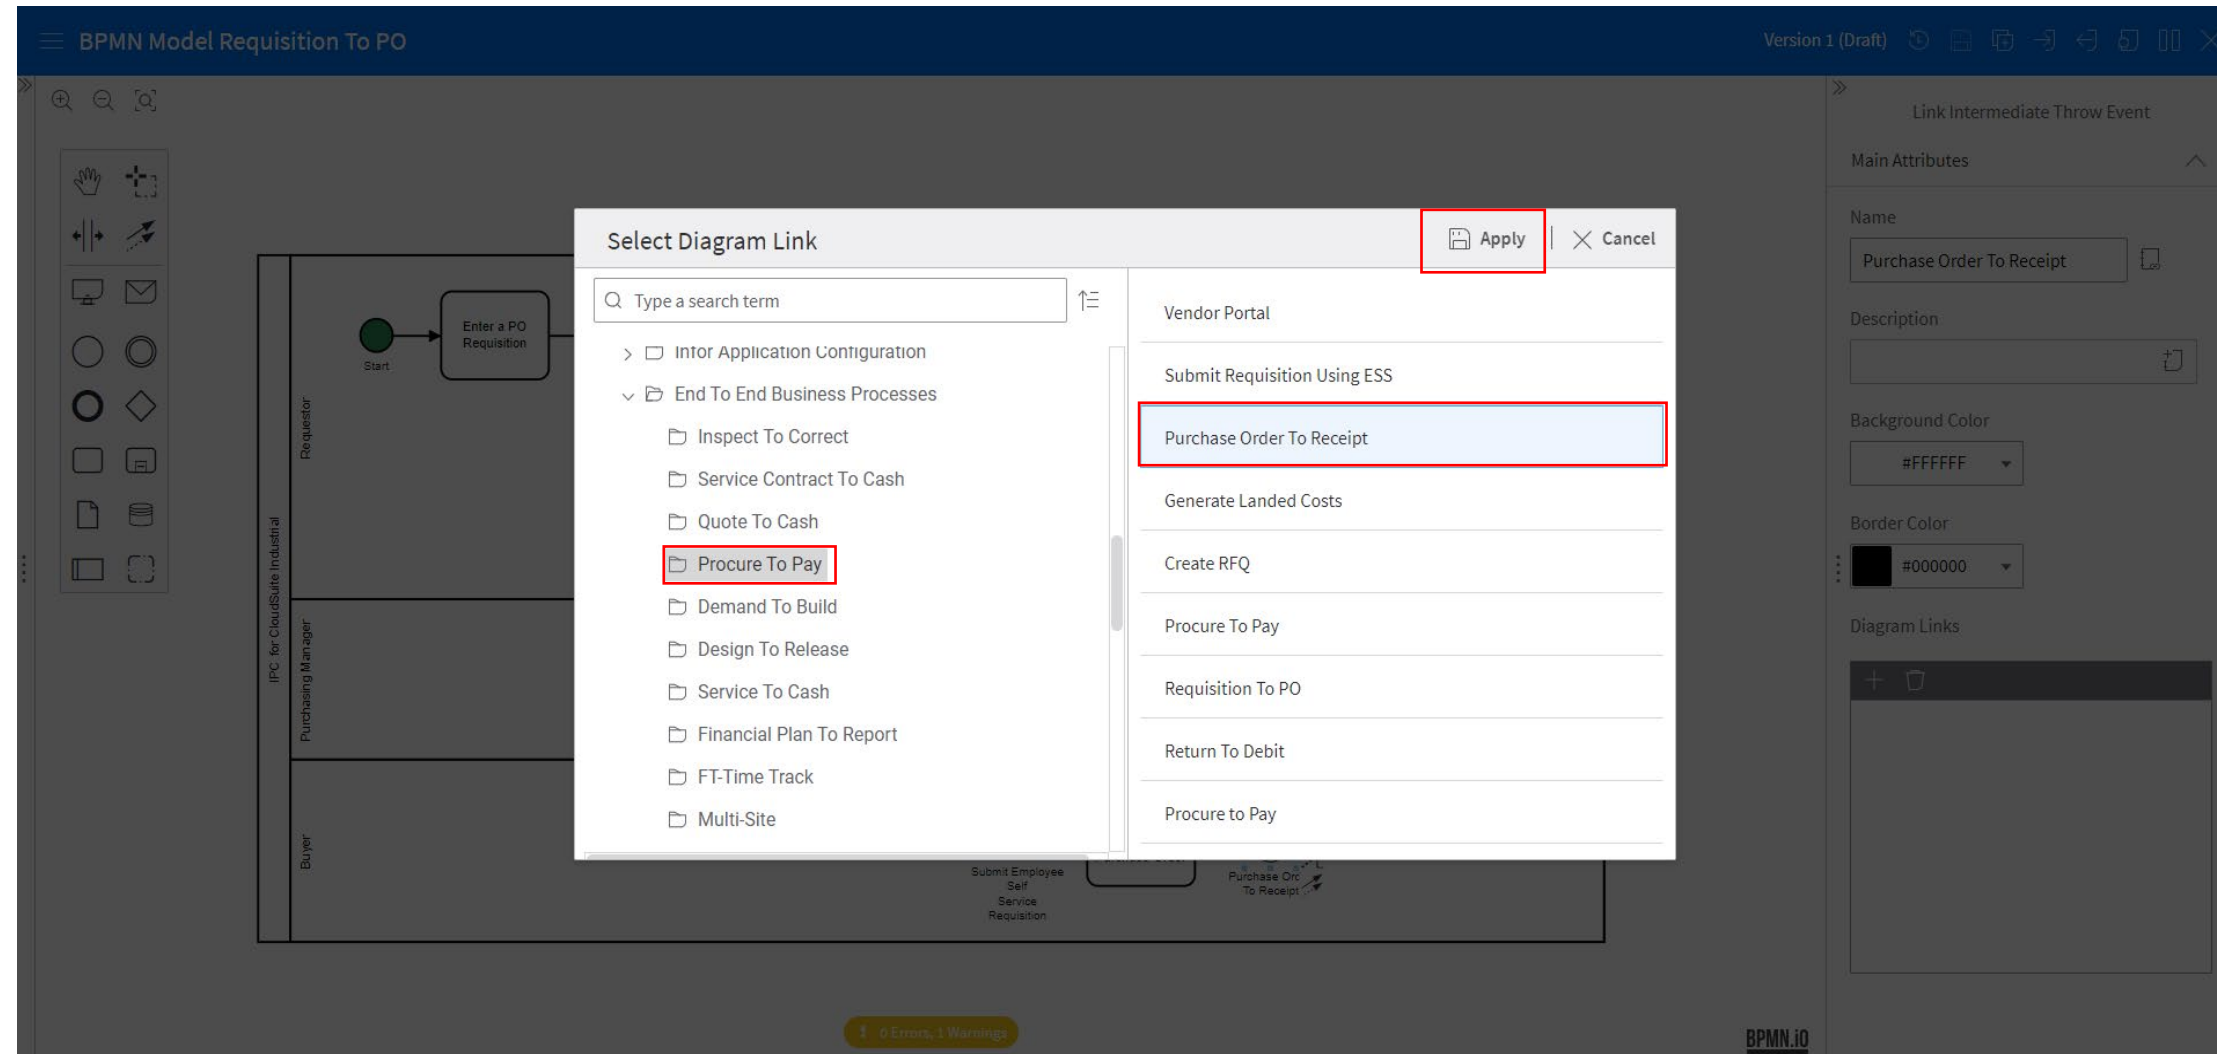 BPMN Model Requisition To PO
Version 1 (Draft)
Link Intermediate Throw Event
Main Attributes
Name
Purchase Order To Receipt
Description
Background Color
#FFFFFF
Border Color
#000000
Diagram Links
Select Diagram Link
Apply
Cancel
Type a search term
Infor Application Configuration
End To End Business Processes
Inspect To Correct
Service Contract To Cash
Quote To Cash
Procure To Pay
Demand To Build
Design To Release
Service To Cash
Financial Plan To Report
FT-Time Track
Multi-Site
Vendor Portal
Submit Requisition Using ESS
Purchase Order To Receipt
Generate Landed Costs
Create RFQ
Procure To Pay
Requisition To PO
Return To Debit
Procure to Pay
IPC for CloudSuite Industrial
Requestor
Purchasing Manager
Buyer
Start
Enter a PO
Requisition
Submit Employee
Self
Service
Requisition
Purchase
To Receipt
0 Errors, 1 Warnings
BPMN.iO